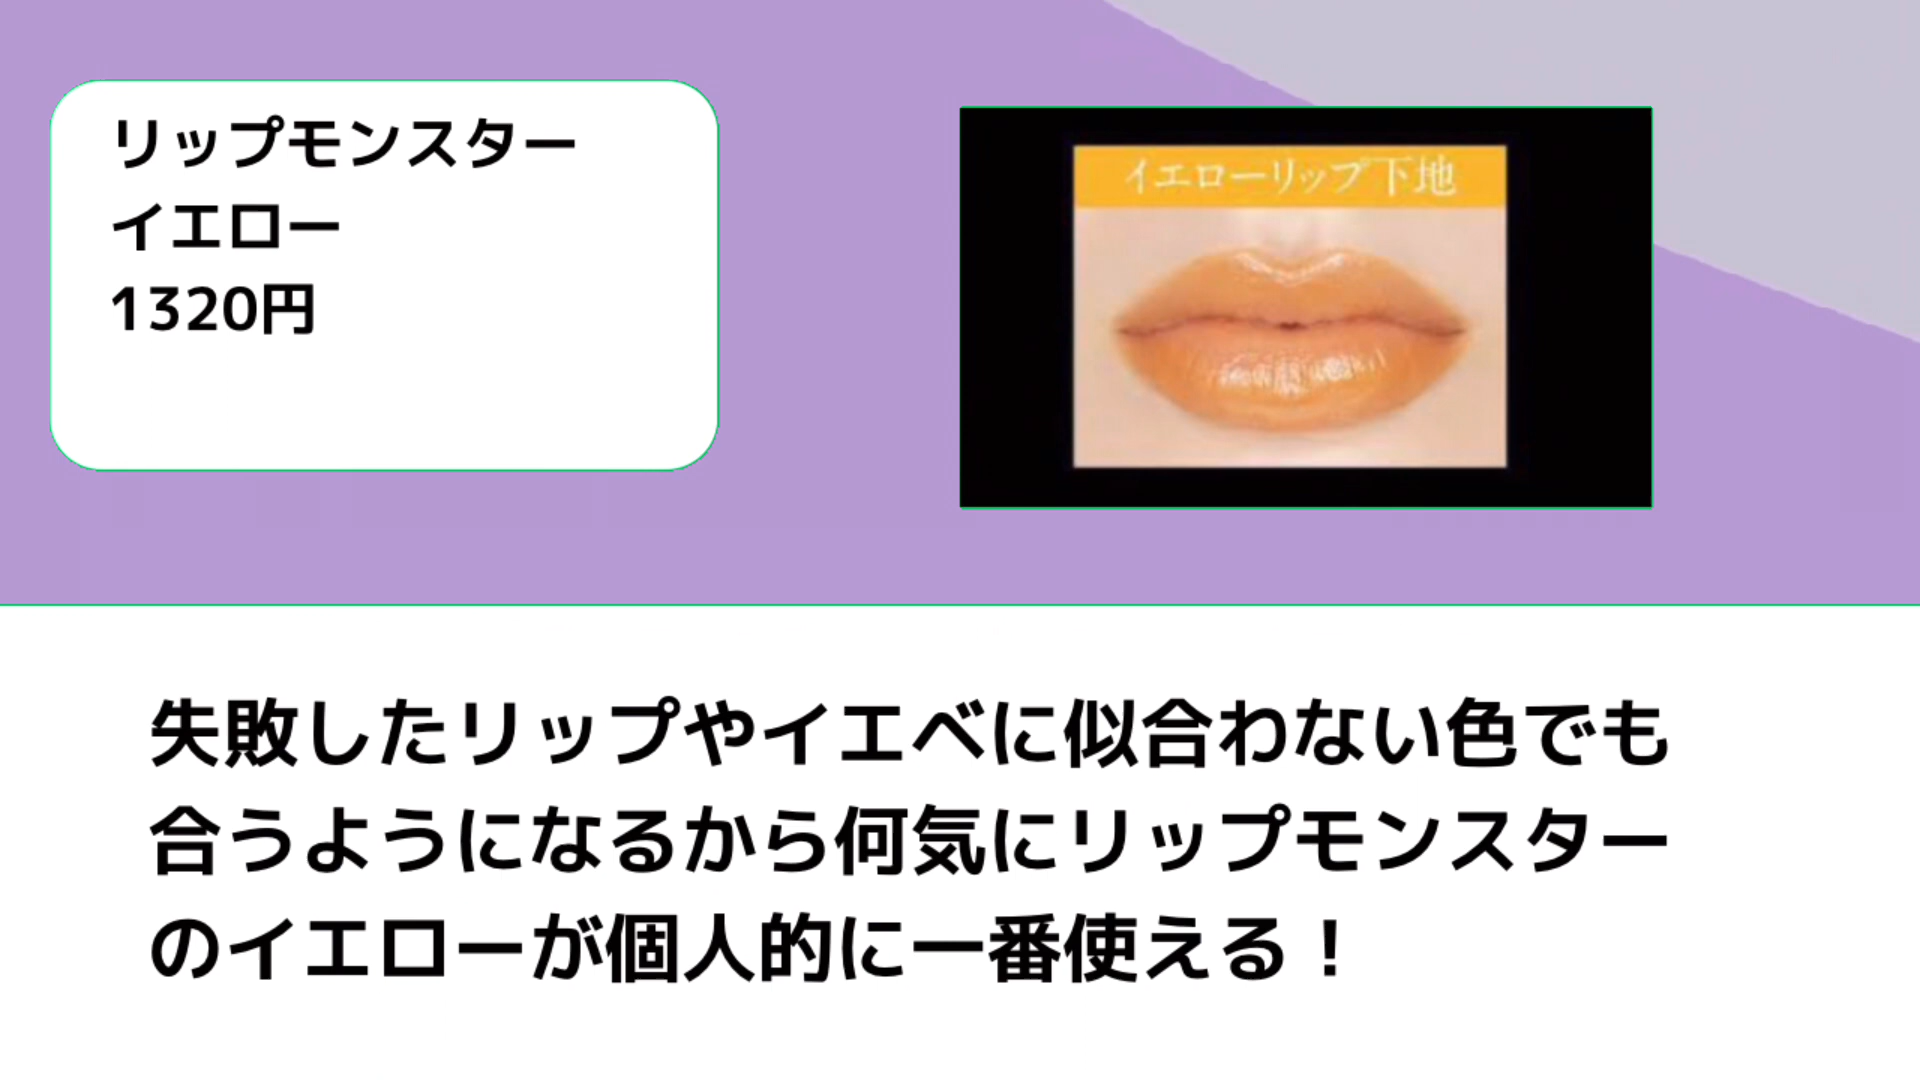 リップモンスター
イエロー
1320円
イエローリップ下地
失敗したリップやイエベに似合わない色でも
合うようになるから何気にリップモンスター
のイエローが個人的に一番使える！